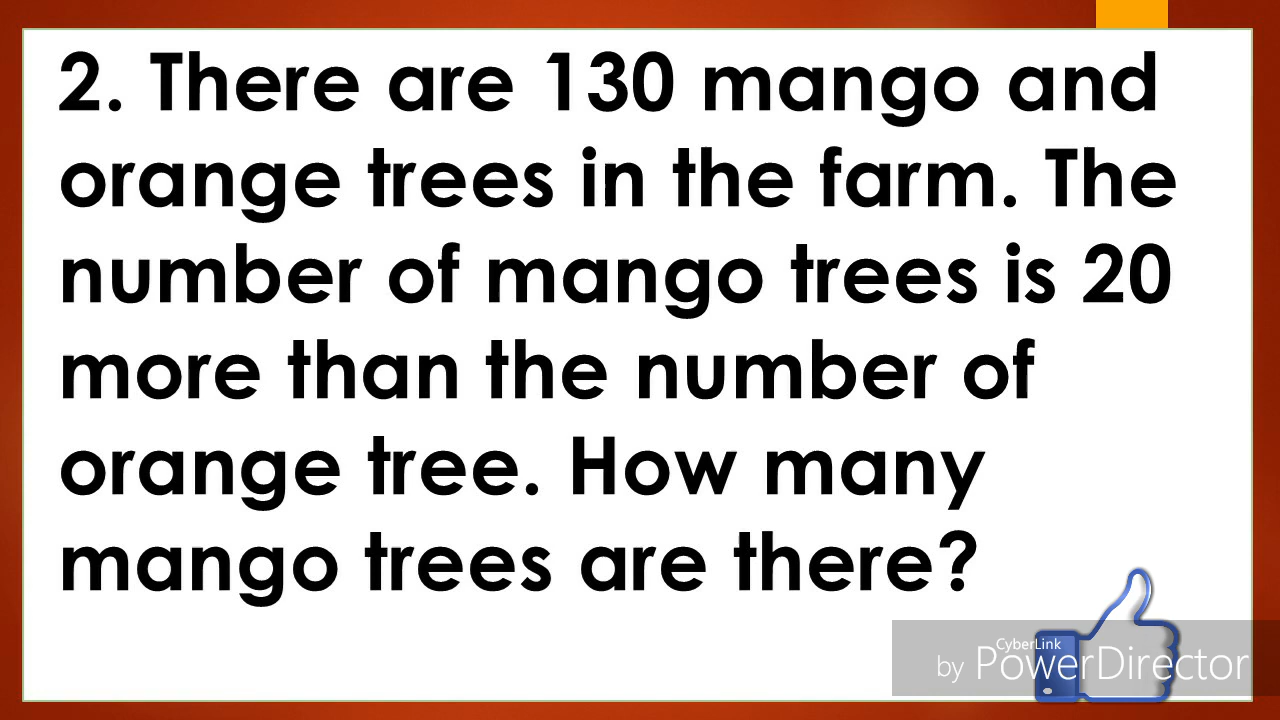 2. There are 130 mango and
orange trees in the farm. The
number of mango trees is 20
more than the number of
orange tree. How many
mango trees are there?
CyberLink
by PowerDirector